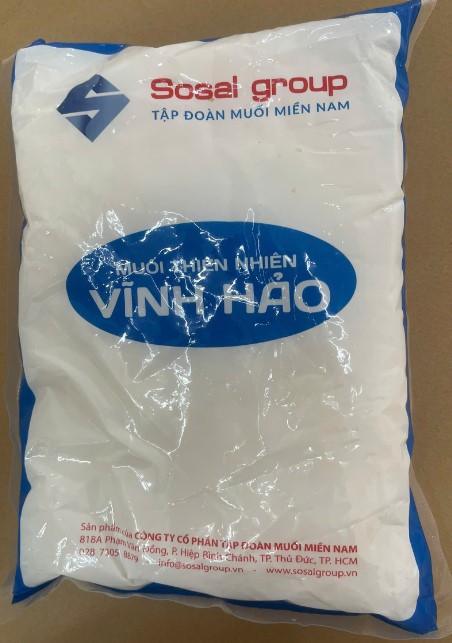 Sosal group
TẬP ĐOÀN MUỐI MIỀN NAM
MUỐI THIÊN NHIÊN
VĨNH HẢO
Sản phẩm của CÔNG TY CỔ PHẦN TẬP ĐOÀN MUỐI MIỀN NAM
818A Phạm Văn Đồng, P. Hiệp Bình Chánh, TP. Thủ Đức, TP. HCM
028 7005 - info@sosalgroup.vn - www.sosalgroup.vn